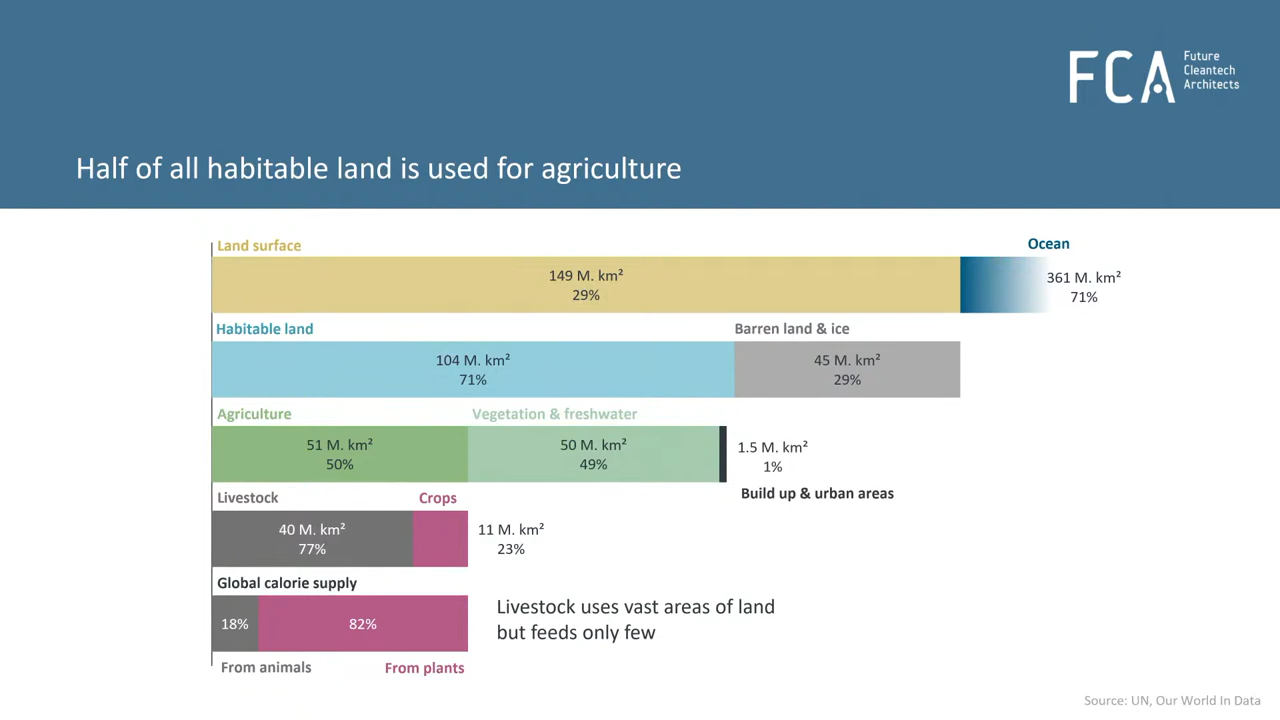 FCA
Future
Cleantech
Architects
Half of all habitable land is used for agriculture
Land surface
Ocean
149 M. km²
29%
361 M. km²
71%
Habitable land
Barren land & ice
104 M. km²
71%
45 M. km²
29%
Agriculture
Vegetation & freshwater
51 M. km²
50%
50 M. km²
49%
1.5 M. km²
1%
Build up & urban areas
Livestock
Crops
40 M. km²
77%
11 M. km²
23%
Global calorie supply
18%
82%
Livestock uses vast areas of land
but feeds only few
From animals
From plants
Source: UN, Our World In Data